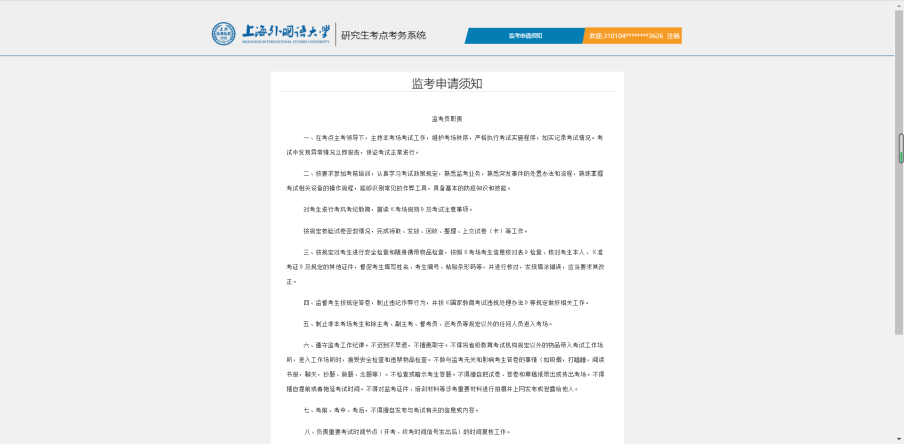 上海外国语大学
SHANGHAI INTERNATIONAL STUDIES UNIVERSITY
研究生考点考务系统
监考申请须知
欢迎,310104********3626 注销
监考申请须知
监考员职责
一、在考点主考领导下，主持本考场考试工作，维护考场秩序，严格执行考试实施程序，如实记录考试情况。考
试中发现异常情况立即报告，保证考试正常进行。
二、按要求参加考前培训，认真学习考试政策规定，熟悉监考业务，熟悉突发事件的处置办法和流程，熟练掌握
考试相关设备的操作规程，能够识别常见的作弊工具，具备基本的防疫知识和技能。
对考生进行考风考纪教育，宣读《考场规则》及考试注意事项。
按规定核验试卷密封情况，完成领取、发放、回收、整理、上交试卷（卡）等工作。
三、按规定对考生进行安全检查和随身携带物品检查，按照《考场考生信息核对表》检查、核对考生本人、《准
考证》及规定的其他证件，督促考生填写姓名、考生编号、粘贴条形码等，并进行核对，发现填涂错误，应当要求其改
正。
四、监督考生按规定答卷，制止违纪作弊行为，并按《国家教育考试违规处理办法》等规定做好相关工作。
五、制止非本考场考生和除主考、副主考、督考员、巡考员等规定以外的任何人员进入考场。
六、遵守监考工作纪律。不迟到不早退，不擅离职守。不得将省级教育考试机构规定以外的物品带入考试工作场
所，进入工作场所时，接受安全检查和违禁物品检查。不做与监考无关和影响考生答卷的事情（如吸烟，打瞌睡，阅读
书报，聊天，抄题、做题、念题等）。不检查或暗示考生答题。不得擅自把试卷、答卷和草稿纸带出或传出考场。不得
擅自提前或者拖延考试时间。不得对监考证件、培训材料等涉考重要材料进行拍摄并上网发布或泄露给他人。
七、考前、考中、考后，不得擅自发布与考试有关的信息或内容。
八、负责重要考试时间节点（开考、终考时间信号发出后）的时间复核工作。